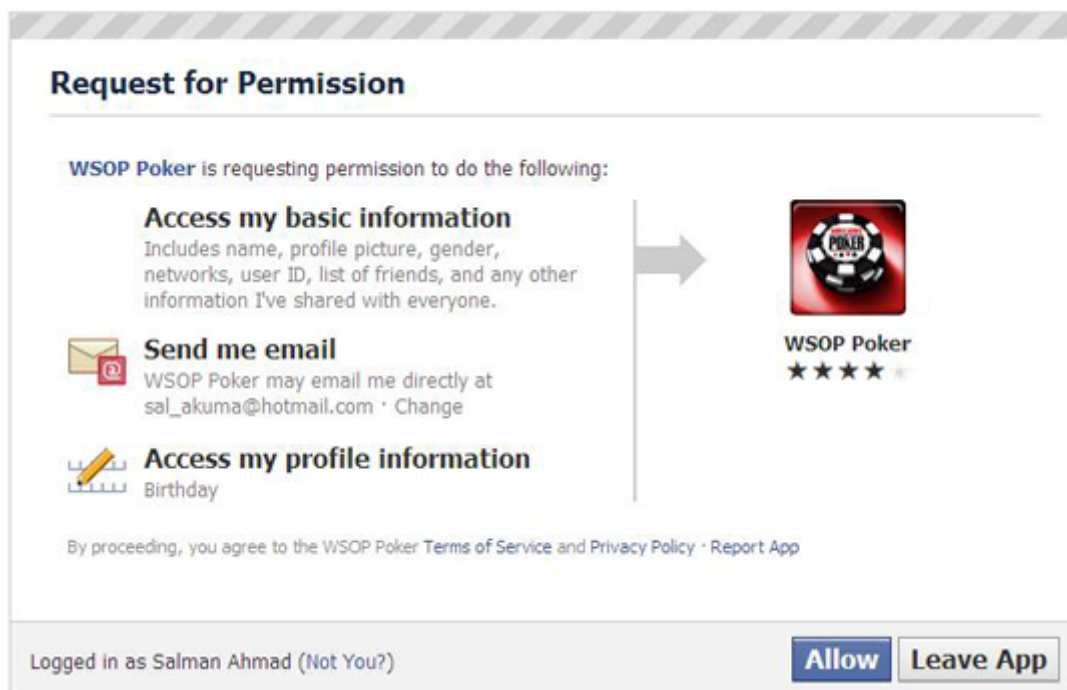 Request for Permission
WSOP Poker is requesting permission to do the following:
Access my basic information
Includes name, profile picture, gender,
networks, user ID, list of friends, and any other
information I've shared with everyone.
Send me email
WSOP Poker may email me directly at
sal_akuma@hotmail.com · Change
Access my profile information
Birthday
POKER
WSOP Poker
By proceeding, you agree to the WSOP Poker Terms of Service and Privacy Policy · Report App
Logged in as Salman Ahmad (Not You?)
Allow
Leave App